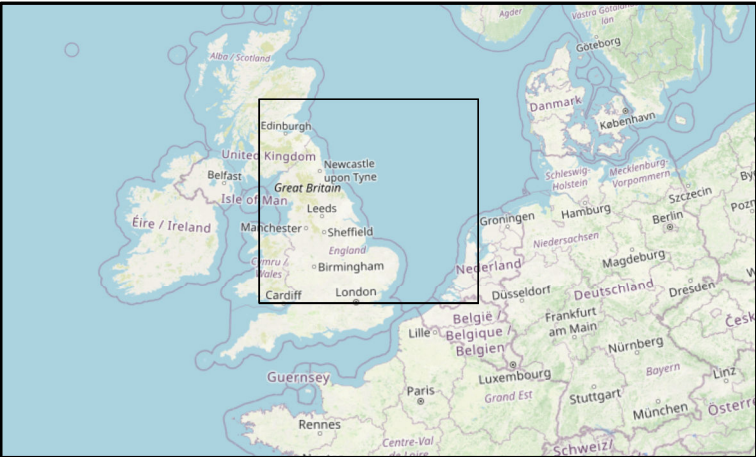 Agder
Västra Götalands
län
Göteborg
Alba / Scotland
Danmark
København
Edinburgh
United Kingdom
Newcastle
upon Tyne
Belfast
Great Britain
Schleswig-
Holstein
Mecklenburg-
Vorpommern
Szczecin
Isle of Man
Leeds
Éire / Ireland
Manchester
Sheffield
Groningen
Hamburg
Berlin
England
Niedersachsen
Cymru /
Wales
Birmingham
Nederland
Magdeburg
Cardiff
London
Düsseldorf
Deutschland
Dresden
België /
Belgique /
Belgien
Lille
Frankfurt
am Main
Nürnberg
Luxembourg
Guernsey
Bayern
Linz
Paris
Grand Est
Stuttgart
München
Rennes
Centre-Val
de Loire
Schweiz/